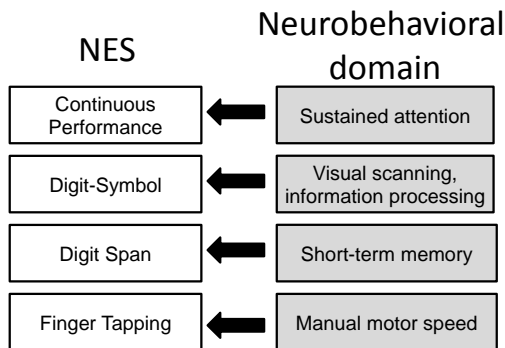 NES
Neurobehavioral
domain
Continuous
Performance
Sustained attention
Digit-Symbol
Visual scanning,
information processing
Digit Span
Short-term memory
Finger Tapping
Manual motor speed